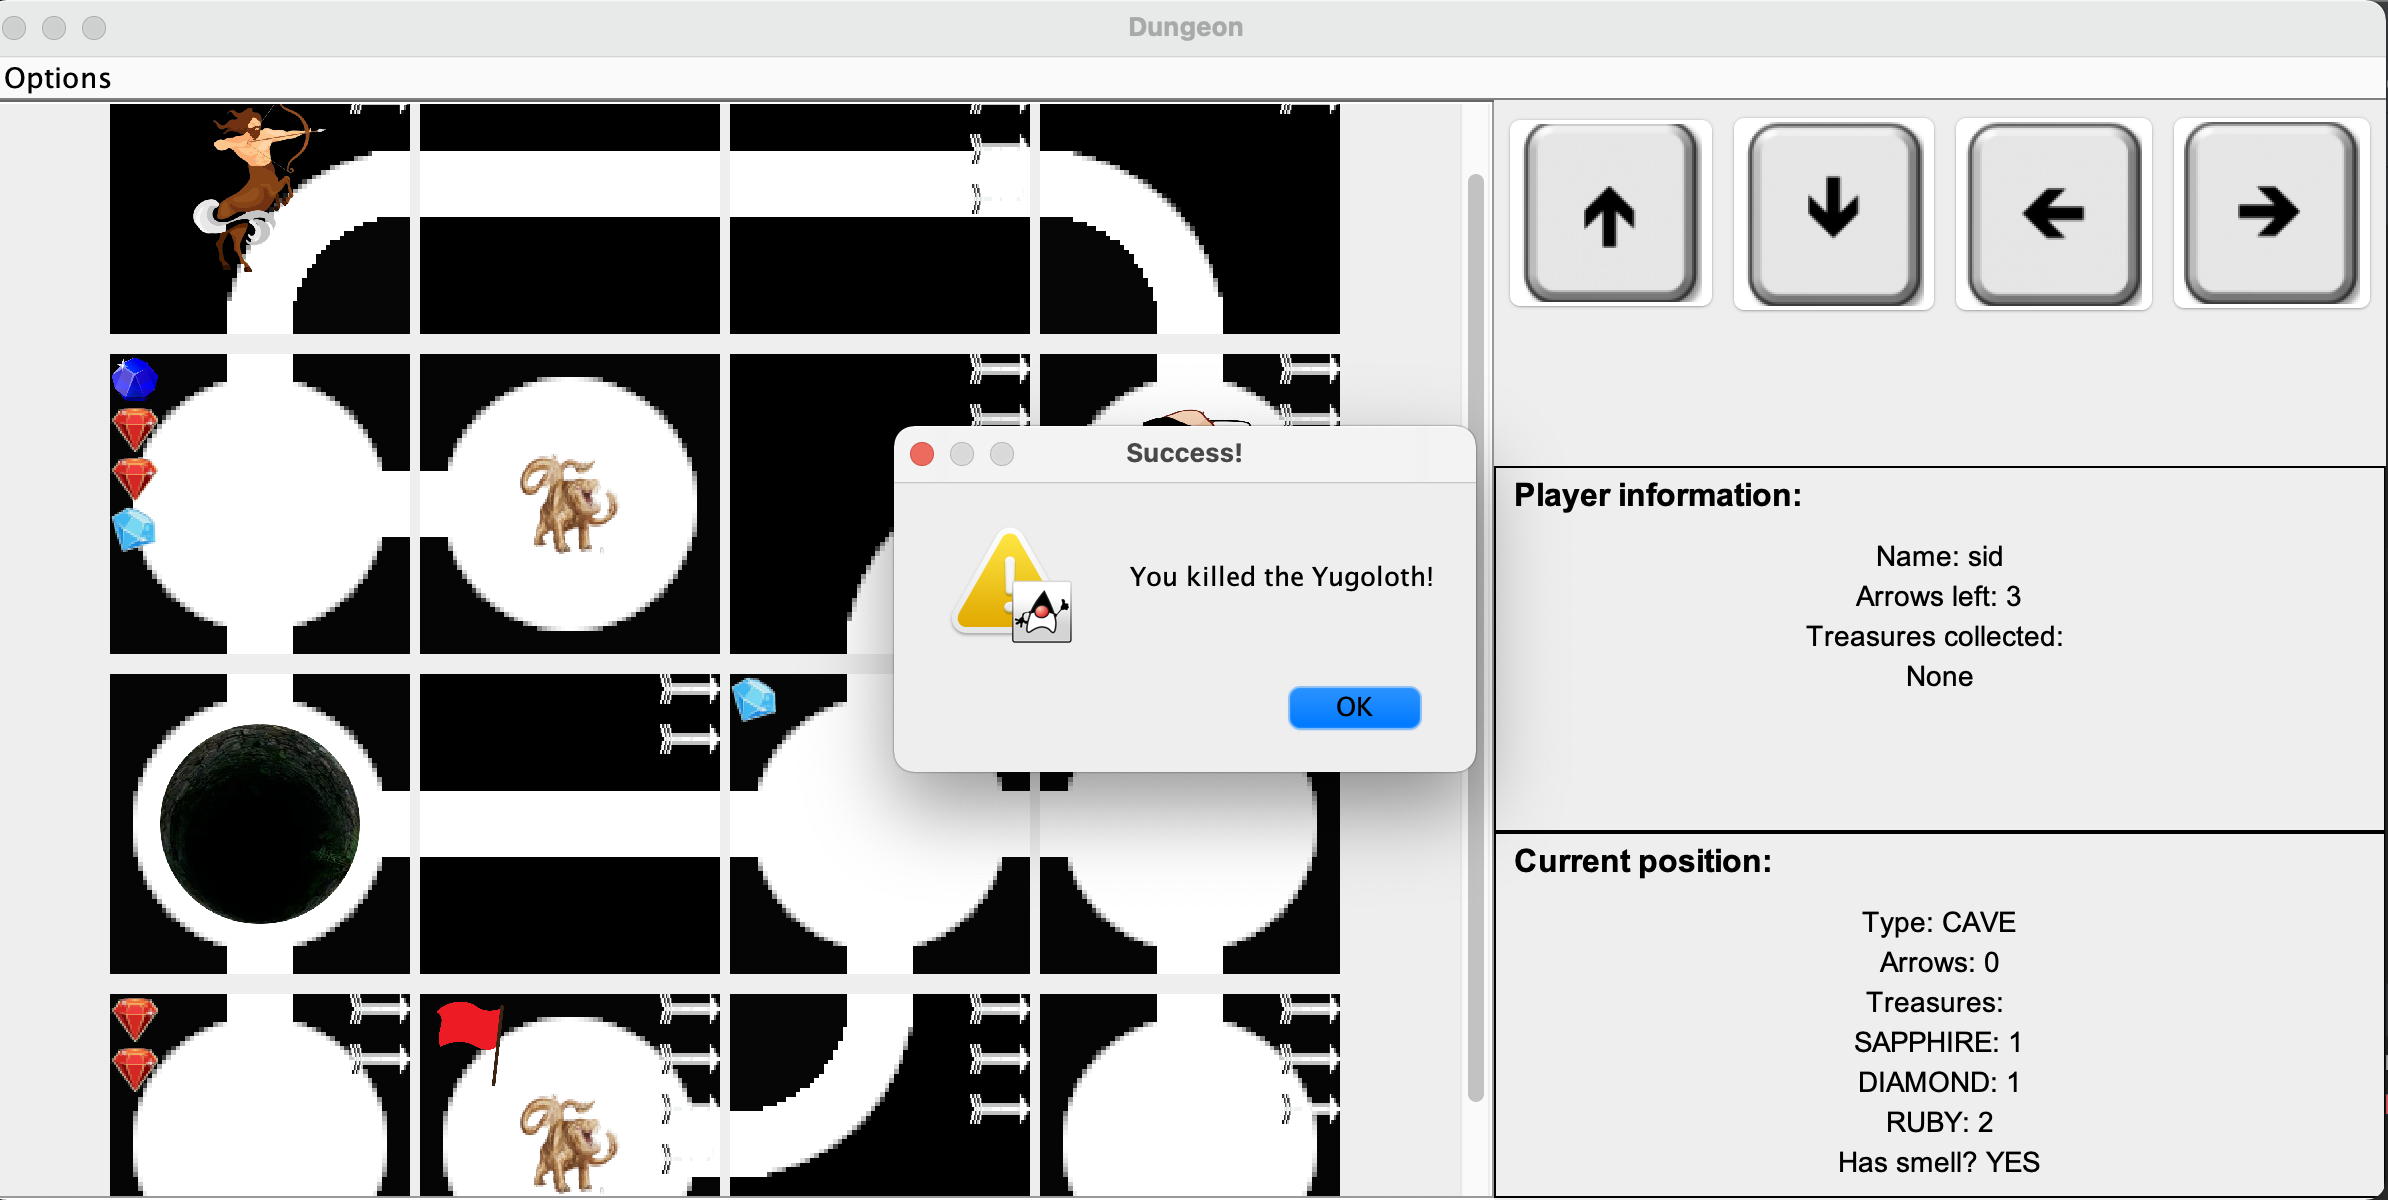 Dungeon
Options
Success!
You killed the Yugoloth!
OK
Player information:
Name: sid
Arrows left: 3
Treasures collected:
None
Current position:
Type: CAVE
Arrows: 0
Treasures:
SAPPHIRE: 1
DIAMOND: 1
RUBY: 2
Has smell? YES